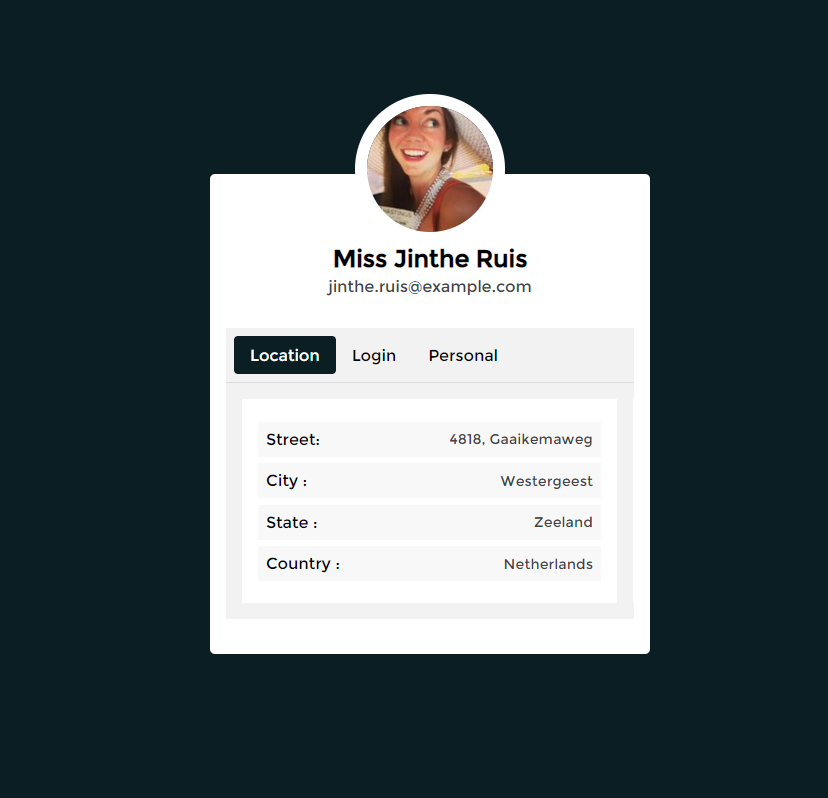 Miss Jinthe Ruis
jinthe.ruis@example.com
Location Login Personal
Street: 4818, Gaaikemaweg
City : Westergeest
State : Zeeland
Country : Netherlands